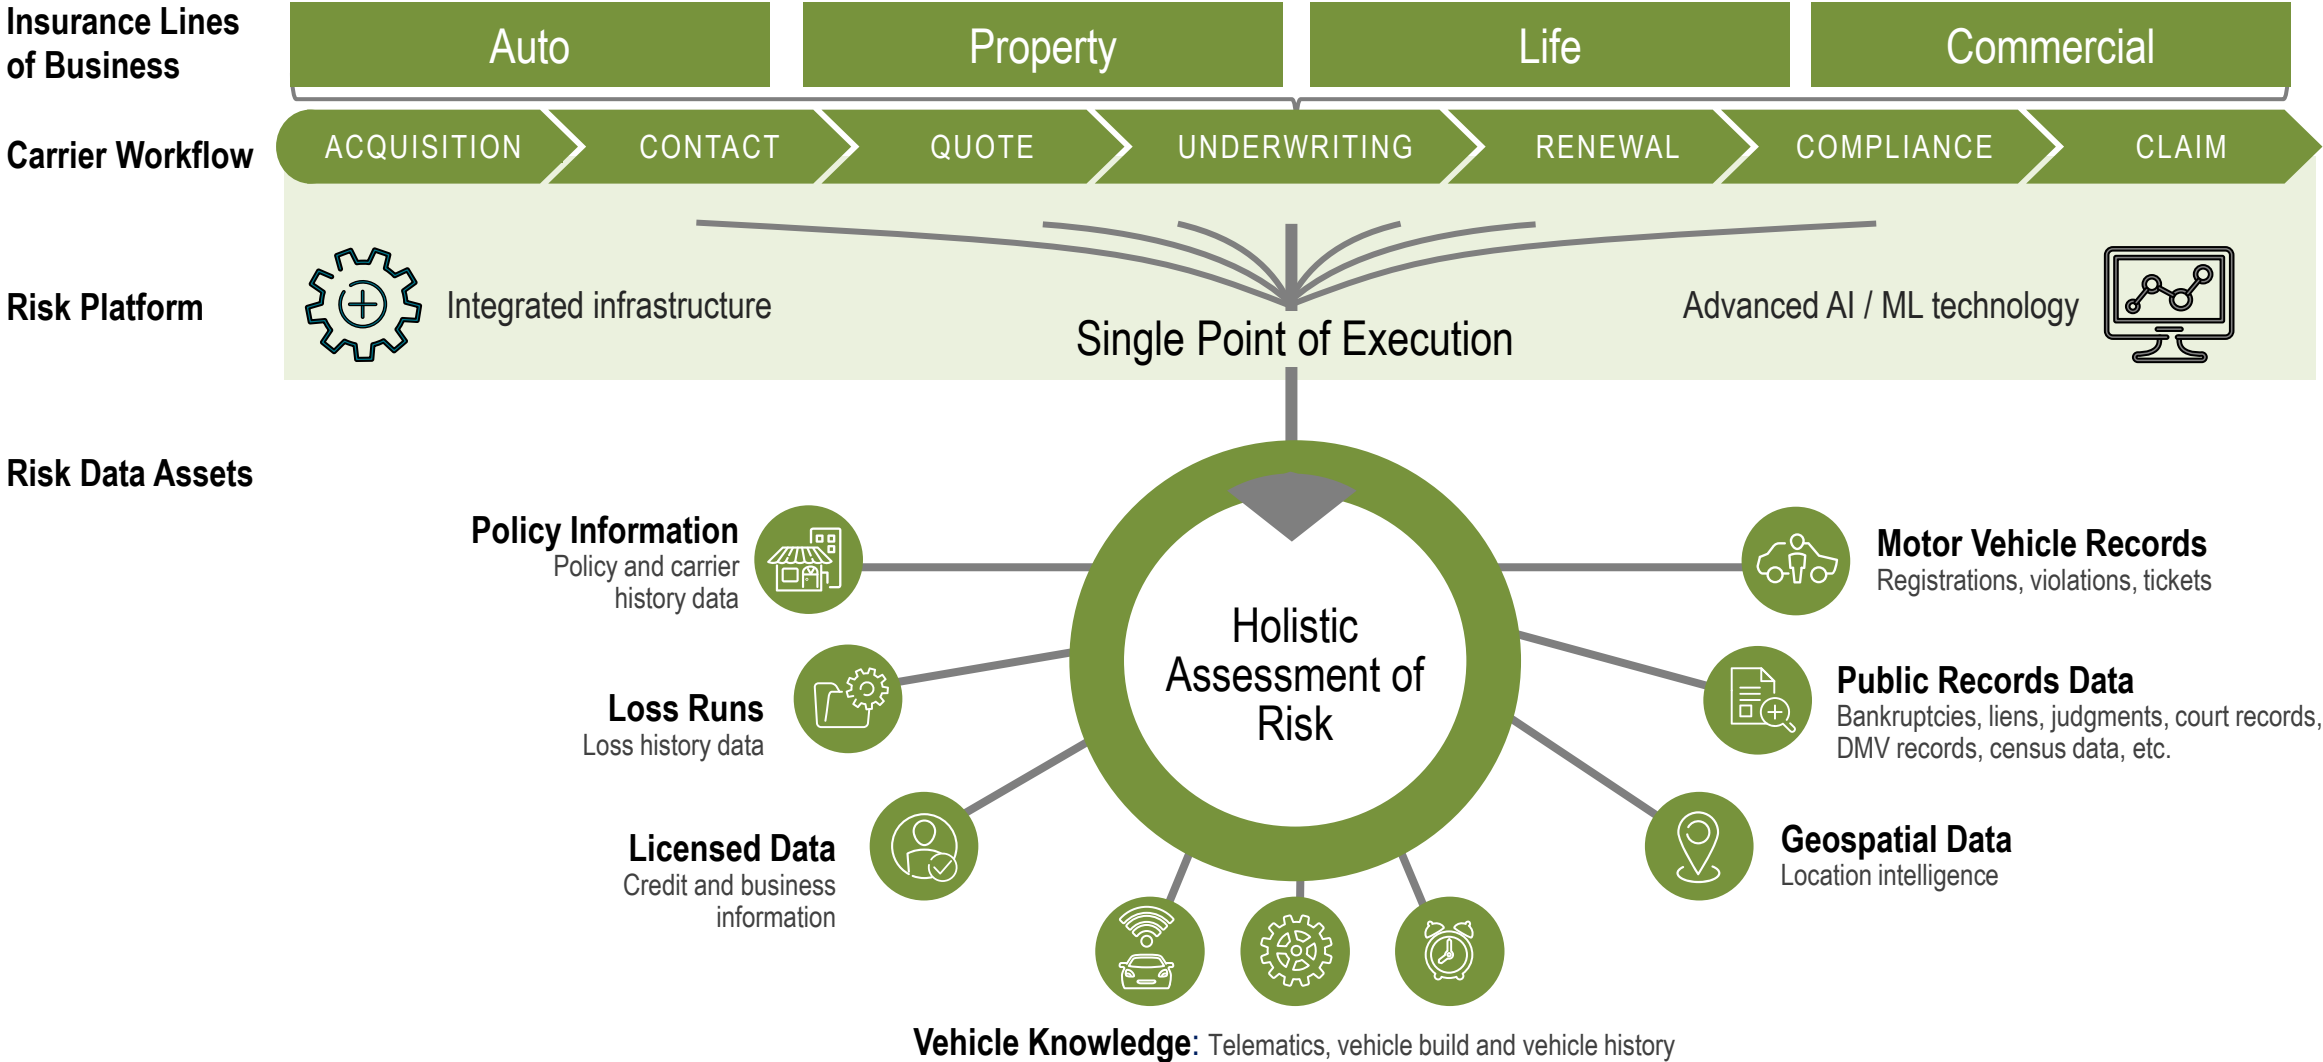 Insurance Lines
of Business
Auto
Property
Life
Commercial
Carrier Workflow
ACQUISITION
CONTACT
QUOTE
UNDERWRITING
RENEWAL
COMPLIANCE
CLAIM
Risk Platform
Integrated infrastructure
Single Point of Execution
Advanced AI / ML technology
Risk Data Assets
Policy Information
Policy and carrier
history data
Loss Runs
Loss history data
Licensed Data
Credit and business
information
Holistic
Assessment of
Risk
Motor Vehicle Records
Registrations, violations, tickets
Public Records Data
Bankruptcies, liens, judgments, court records,
DMV records, census data, etc.
Geospatial Data
Location intelligence
Vehicle Knowledge: Telematics, vehicle build and vehicle history